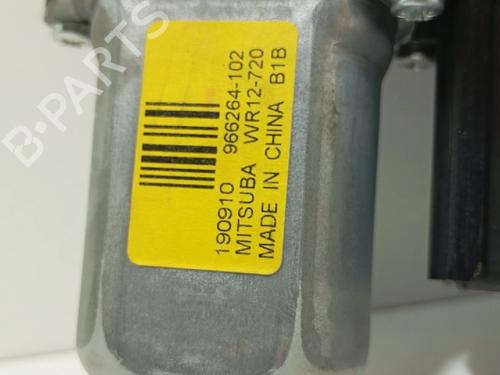 190910 966264-102
MITSUBA WR12-720
MADE IN CHINA B1B
B-PARTS